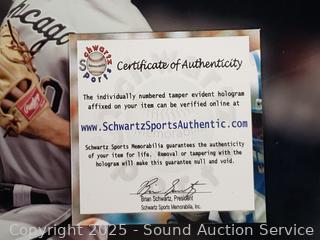 Chicago
Rawlings
Schwartz
Sports
Certificate of Authenticity
The individually numbered tamper evident hologram
affixed on your item can be verified online at
www.SchwartzSportsAuthentic.com
Schwartz Sports Memorabilia guarantees the authenticity
of your item for life. Removal or tampering with the
hologram will make this guarantee null and void.
Brian Schwartz, President
Schwartz Sports Memorabilia, Inc.
Copyright 2025 - Sound Auction Service